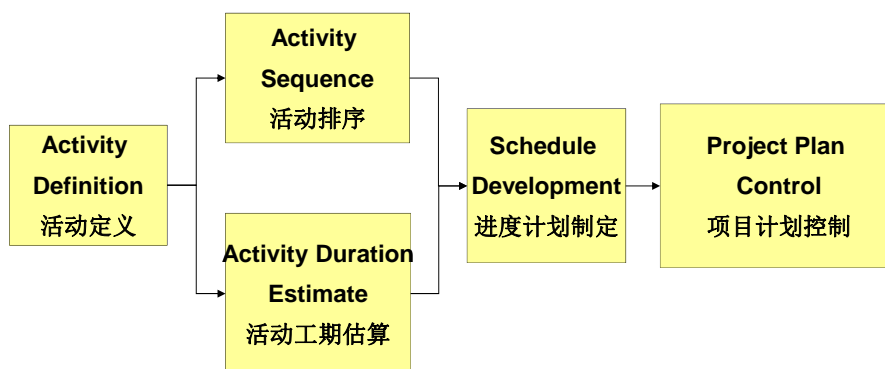 Activity
Definition
活动定义
Activity
Sequence
活动排序
Activity Duration
Estimate
活动工期估算
Schedule
Development
进度计划制定
Project Plan
Control
项目计划控制